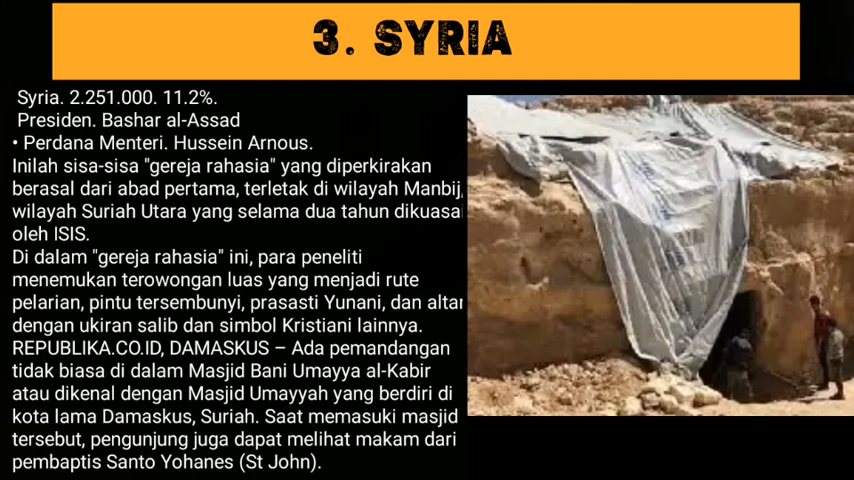 3. SYRIA
Syria. 2.251.000. 11.2%.
Presiden. Bashar al-Assad
• Perdana Menteri. Hussein Arnous.
Inilah sisa-sisa "gereja rahasia" yang diperkirakan
berasal dari abad pertama, terletak di wilayah Manbij,
wilayah Suriah Utara yang selama dua tahun dikuasai
oleh ISIS.
Di dalam "gereja rahasia" ini, para peneliti
menemukan terowongan luas yang menjadi rute
pelarian, pintu tersembunyi, prasasti Yunani, dan altar
dengan ukiran salib dan simbol Kristiani lainnya.
REPUBLIKA.CO.ID, DAMASKUS – Ada pemandangan
tidak biasa di dalam Masjid Bani Umayya al-Kabir
atau dikenal dengan Masjid Umayyah yang berdiri di
kota lama Damaskus, Suriah. Saat memasuki masjid
tersebut, pengunjung juga dapat melihat makam dari
pembaptis Santo Yohanes (St John).